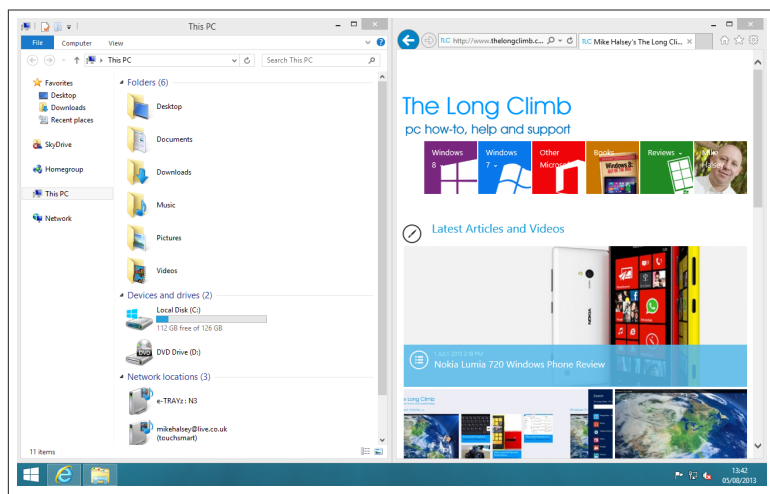 This PC
File Computer View
This PC
Search This PC
Favorites
Desktop
Downloads
Recent places
SkyDrive
Homegroup
This PC
Network
Folders (6)
Desktop
Documents
Downloads
Music
Pictures
Videos
Devices and drives (2)
Local Disk (C:)
112 GB free of 126 GB
DVD Drive (D:)
Network locations (3)
e-TRAYz : N3
mikehalsey@live.co.uk
(touchsmart)
11 items
http://www.thelongclimb.c...
Mike Halsey's The Long Cli...
The Long Climb
pc how-to, help and support
Windows
8
Windows
7
Other
Books
Reviews
Mike
Halsey
Latest Articles and Videos
NOKIA
Nokia Lumia 720 Windows Phone Review
13:42
05/08/2013